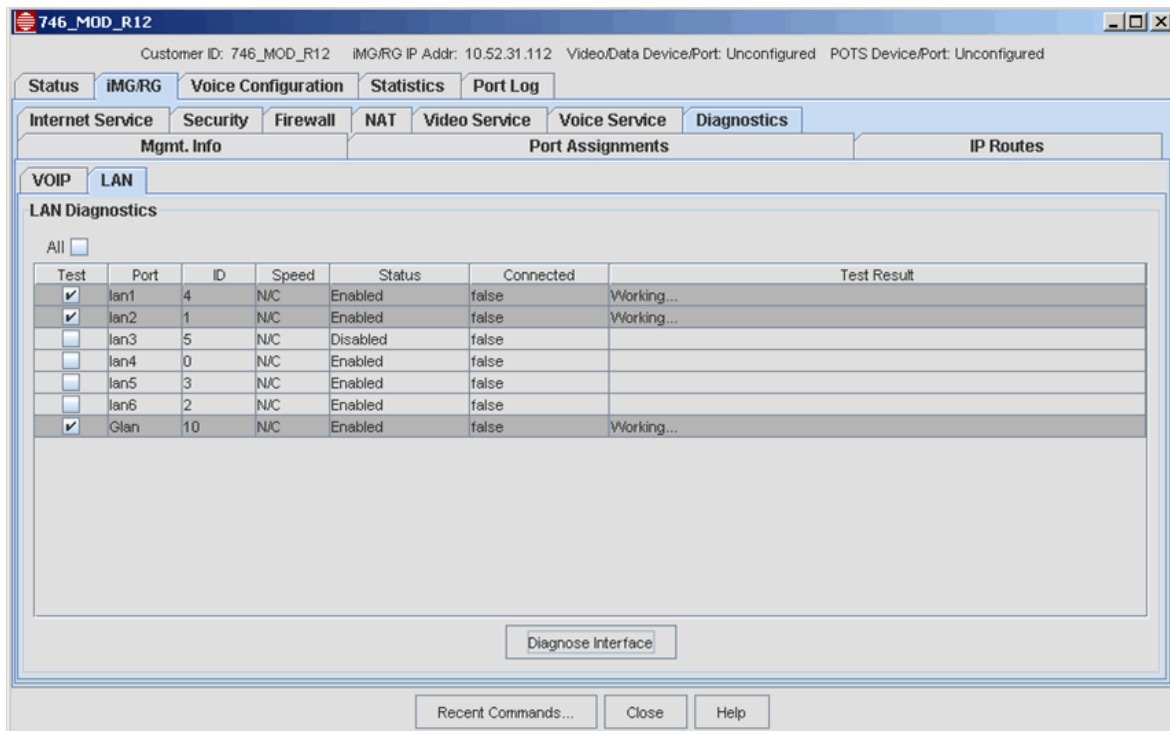 746_MOD_R12
Customer ID: 746_MOD_R12 iMG/RG IP Addr: 10.52.31.112 Video/Data Device/Port: Unconfigured POTS Device/Port: Unconfigured
Status iMG/RG Voice Configuration Statistics Port Log
Internet Service Security Firewall NAT Video Service Voice Service Diagnostics
Mgmt. Info Port Assignments IP Routes
VOIP LAN
LAN Diagnostics
All
Test Port ID Speed Status Connected Test Result
lan1 4 N/C Enabled false Working...
lan2 1 N/C Enabled false Working...
lan3 5 N/C Disabled false
lan4 0 N/C Enabled false
lan5 3 N/C Enabled false
lan6 2 N/C Enabled false
Glan 10 N/C Enabled false Working...
Diagnose Interface
Recent Commands... Close Help